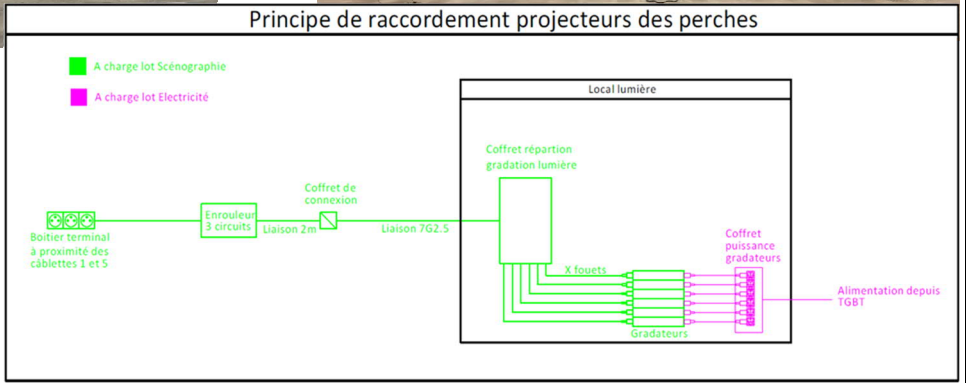 Principe de raccordement projecteurs des perches
A charge lot Scénographie
A charge lot Electricité
Local lumière
Coffret répartion
gradation lumière
Coffret de
connexion
Enrouleur
3 circuits
Liaison 2m
Liaison 7G2.5
Boitier terminal
à proximité des
câblettes 1 et 5
Coffret
puissance
gradateurs
X fouets
Alimentation depuis
TGBT
Gradateurs